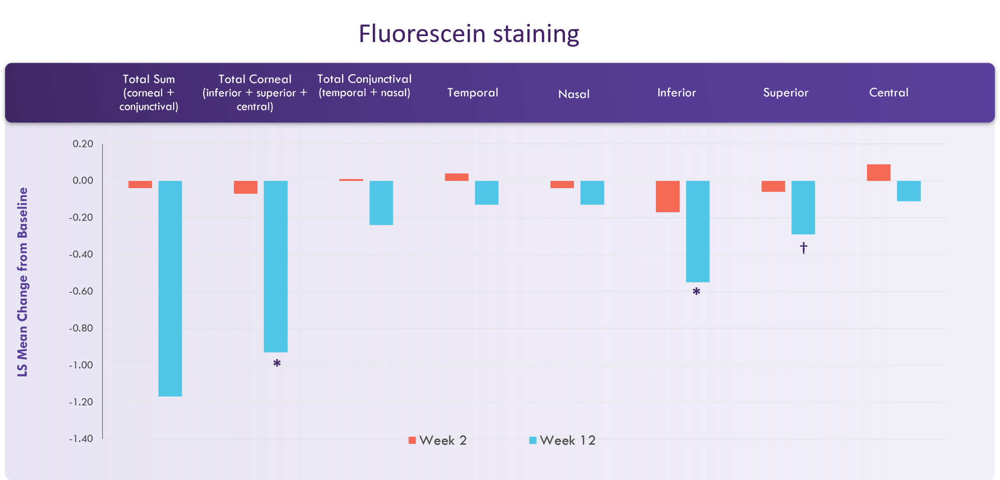 Fluorescein staining
Total Sum
(corneal +
conjunctival)
Total Corneal
(inferior + superior +
central)
Total Conjunctival
(temporal + nasal)
Temporal
Nasal
Inferior
Superior
Central
LS Mean Change from Baseline
0.20
0.00
-0.20
-0.40
-0.60
-0.80
-1.00
-1.20
-1.40
*
*
†
Week 2
Week 12